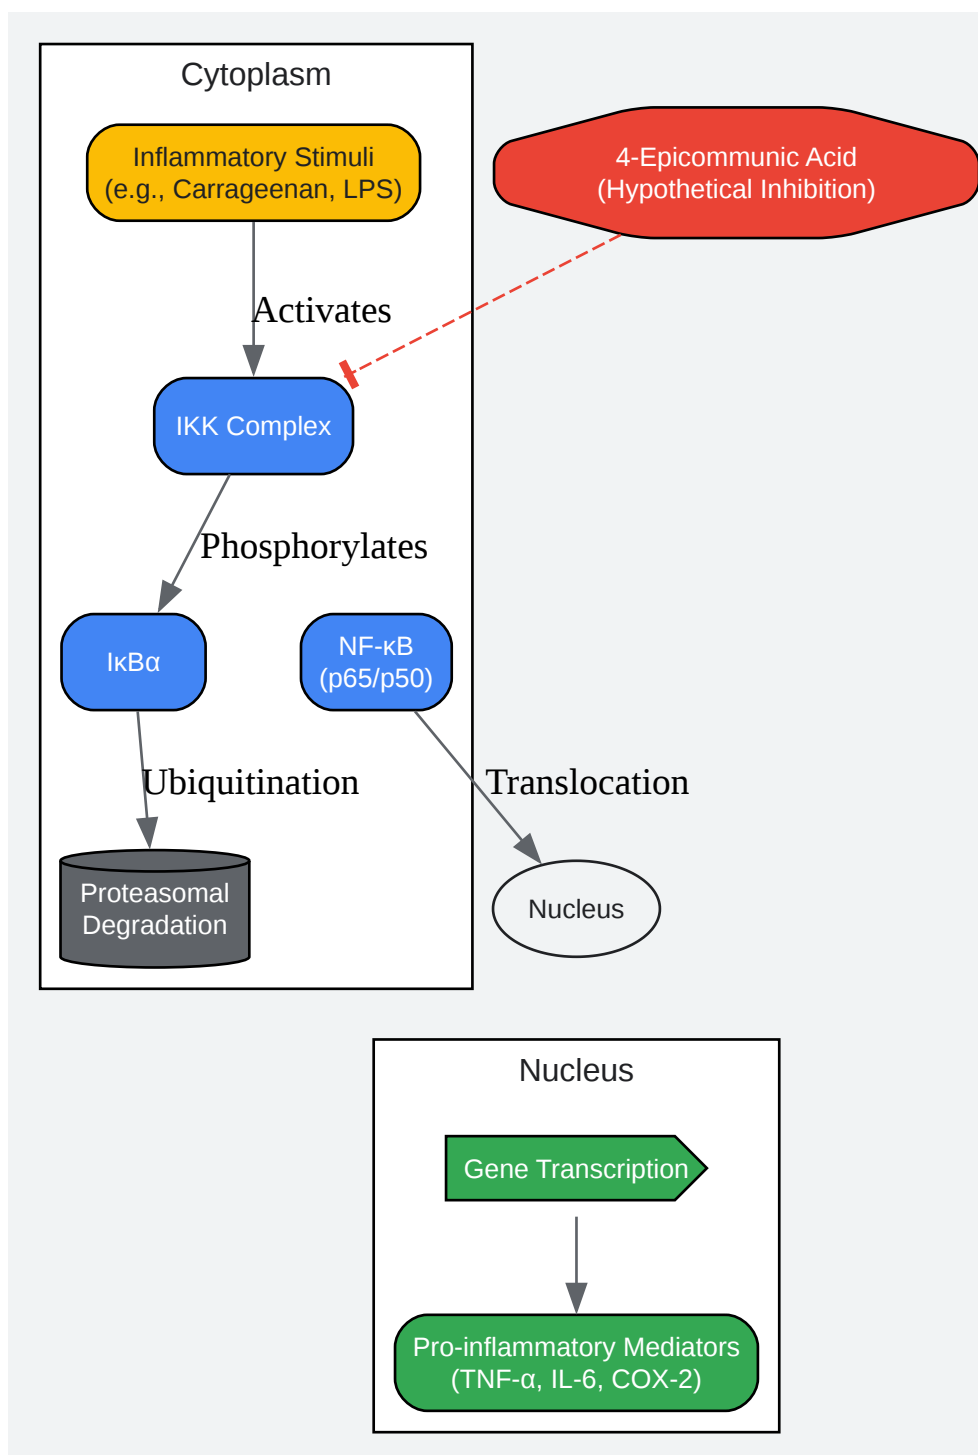 Cytoplasm
Inflammatory Stimuli
(e.g., Carrageenan, LPS)
4-Epicommunic Acid
(Hypothetical Inhibition)
Activates
IKK Complex
Phosphorylates
IκBα
NF-κB
(p65/p50)
Ubiquitination
Translocation
Proteasomal
Degradation
Nucleus
Nucleus
Gene Transcription
Pro-inflammatory Mediators
(TNF-α, IL-6, COX-2)